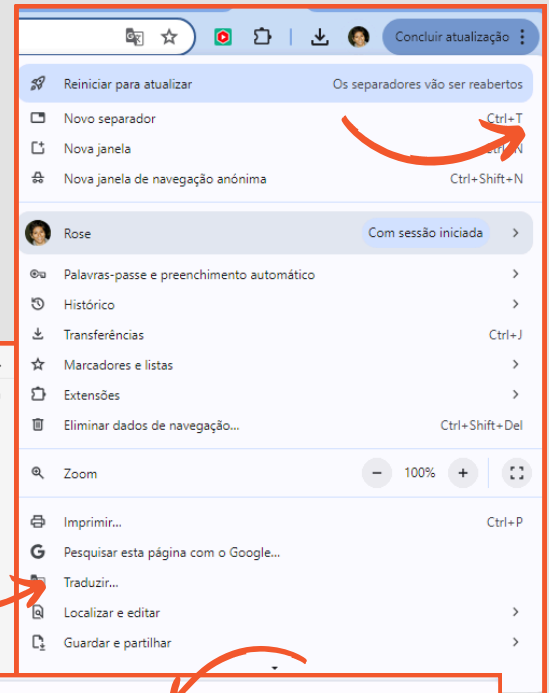 Concluir atualização
Reiniciar para atualizar Os separadores vão ser reabertos
Novo separador Ctrl+T
Nova janela
Nova janela de navegação anónima Ctrl+Shift+N
Rose Com sessão iniciada
Palavras-passe e preenchimento automático
Histórico
Transferências Ctrl+J
Marcadores e listas
Extensões
Eliminar dados de navegação... Ctrl+Shift+Del
Zoom − 100% +
Imprimir... Ctrl+P
G Pesquisar esta página com o Google...
Traduzir...
Localizar e editar
Guardar e partilhar